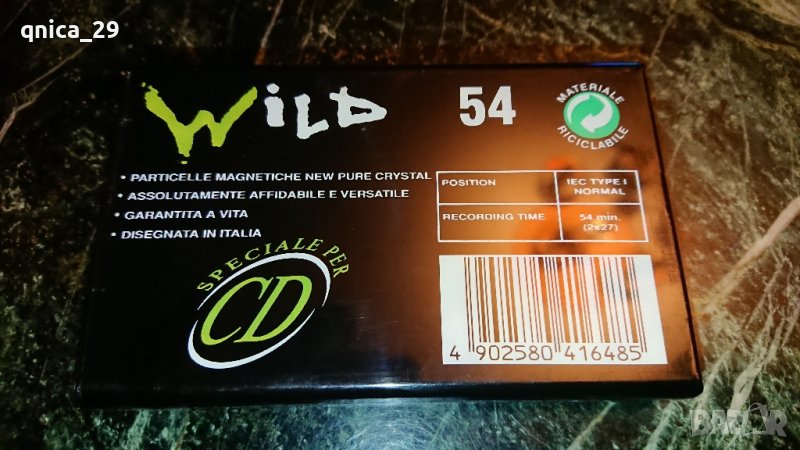 qnica_29
WiLD
54
MATERIALE
RICICLABILE
• PARTICELLE MAGNETICHE NEW PURE CRYSTAL
• ASSOLUTAMENTE AFFIDABILE E VERSATILE
• GARANTITA A VITA
• DISEGNATA IN ITALIA
POSITION
IEC TYPE I
NORMAL
RECORDING TIME
54 min.
(2x27)
SPECIALE PER
CD
4 902580 416485
BAZAR